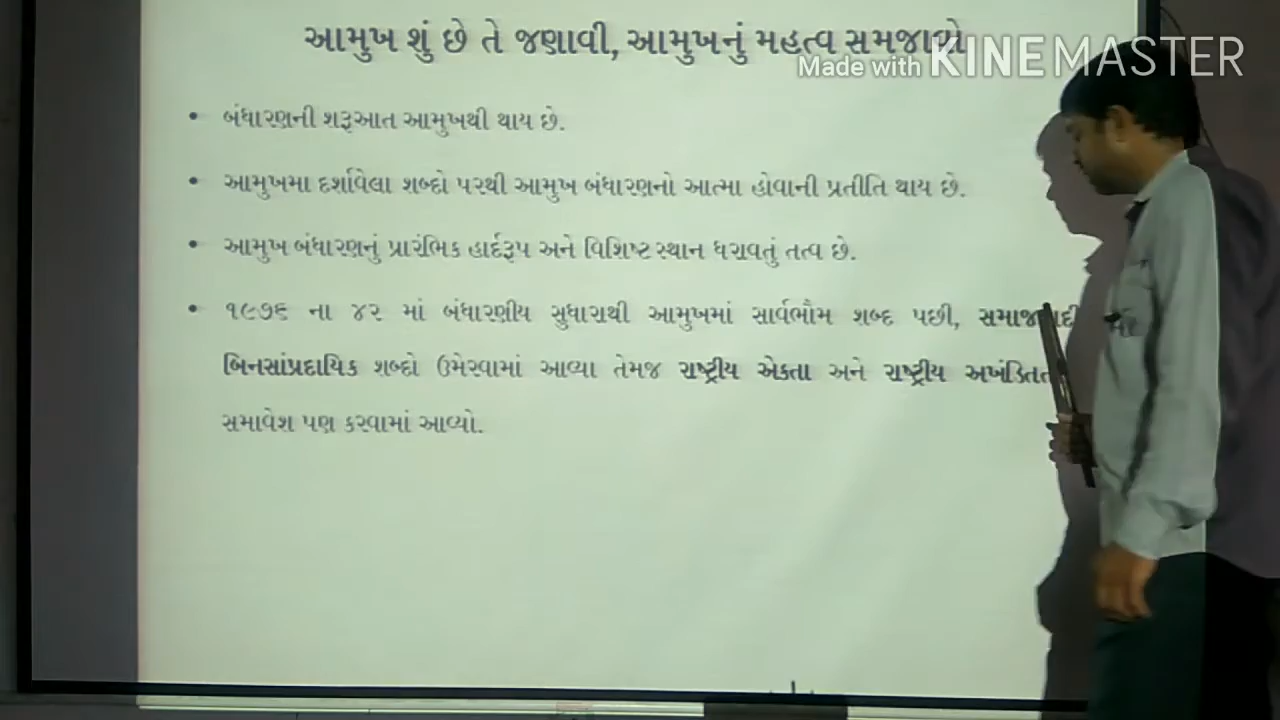 આમુખ શું છે તે જણાવી, આમુખનું મહત્વ સમજાવો
Made with KINEMASTER
• બંધારણની શરૂઆત આમુખથી થાય છે.
• આમુખમા દર્શાવેલા શબ્દો પરથી આમુખ બંધારણનો આત્મા હોવાની પ્રતીતિ થાય છે.
• આમુખ બંધારણનું પ્રારંભિક હાર્દરૂપ અને વિશિષ્ટ સ્થાન ધરાવતું તત્વ છે.
• ૧૯૭૬ ના ૪૨ માં બંધારણીય સુધારાથી આમુખમાં સાર્વભૌમ શબ્દ પછી,
બિનસાંપ્રદાયિક શબ્દો ઉમેરવામાં આવ્યા તેમજ રાષ્ટ્રીય એકતા અને રાષ્ટ્રીય
સમાવેશ પણ કરવામાં આવ્યો.